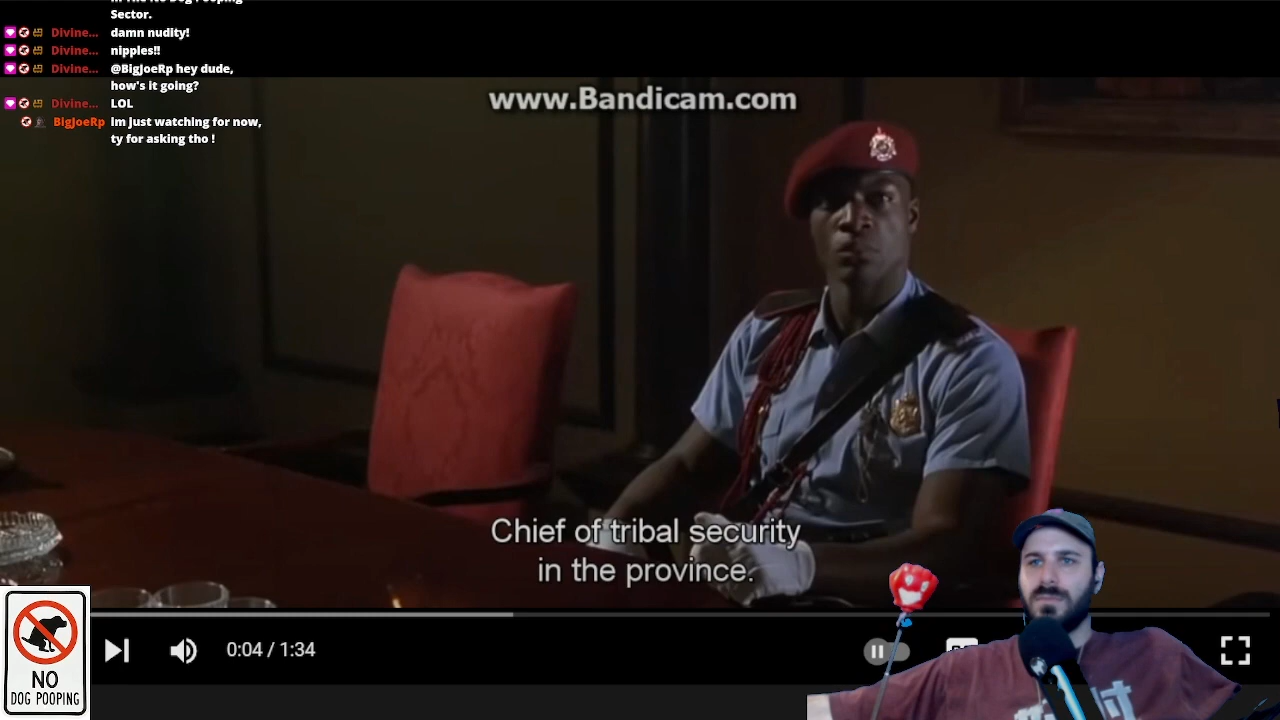 Sector.
Divine... damn nudity!
Divine... nipples!!
Divine... @BigJoeRp hey dude,
how's it going?
Divine... LOL
BigJoeRp Im just watching for now,
ty for asking tho !
www.Bandicam.com
Chief of tribal security
in the province.
0:04 / 1:34
NO
DOG POOPING